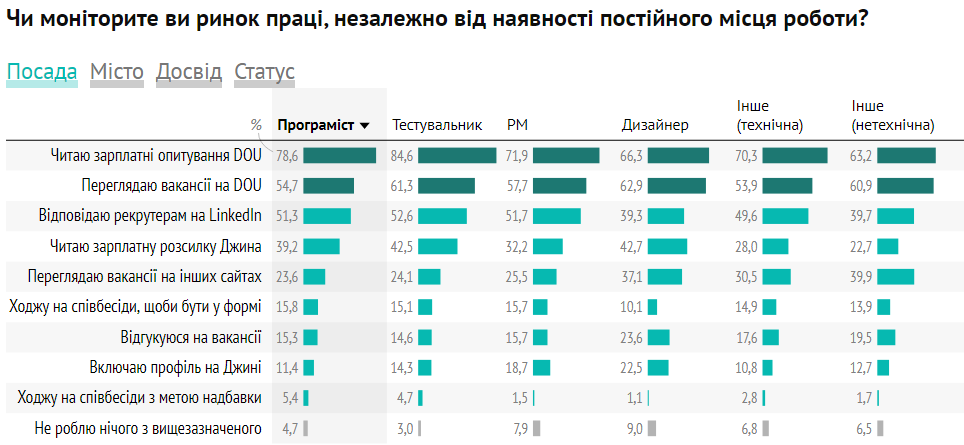 Чи моніторите ви ринок праці, незалежно від наявності постійного місця роботи?
Посада Місто Досвід Статус
% Програміст Тестувальник PM Дизайнер Інше (технічна) Інше (нетехнічна)
Читаю зарплатні опитування DOU 78,6 84,6 71,9 66,3 70,3 63,2
Переглядаю вакансії на DOU 54,7 61,3 57,7 62,9 53,9 60,9
Відповідаю рекрутерам на LinkedIn 51,3 52,6 51,7 39,3 49,6 39,7
Читаю зарплатну розсилку Джина 39,2 42,5 32,2 42,7 28,0 22,7
Переглядаю вакансії на інших сайтах 23,6 24,1 25,5 37,1 30,5 39,9
Ходжу на співбесіди, щоби бути у формі 15,8 15,1 15,7 10,1 14,9 13,9
Відгукуюся на вакансії 15,3 14,6 15,7 23,6 17,6 19,5
Включаю профіль на Джині 11,4 14,3 18,7 22,5 10,8 12,7
Ходжу на співбесіди з метою надбавки 5,4 4,7 1,5 1,1 2,8 1,7
Не роблю нічого з вищезазначеного 4,7 3,0 7,9 9,0 6,8 6,5